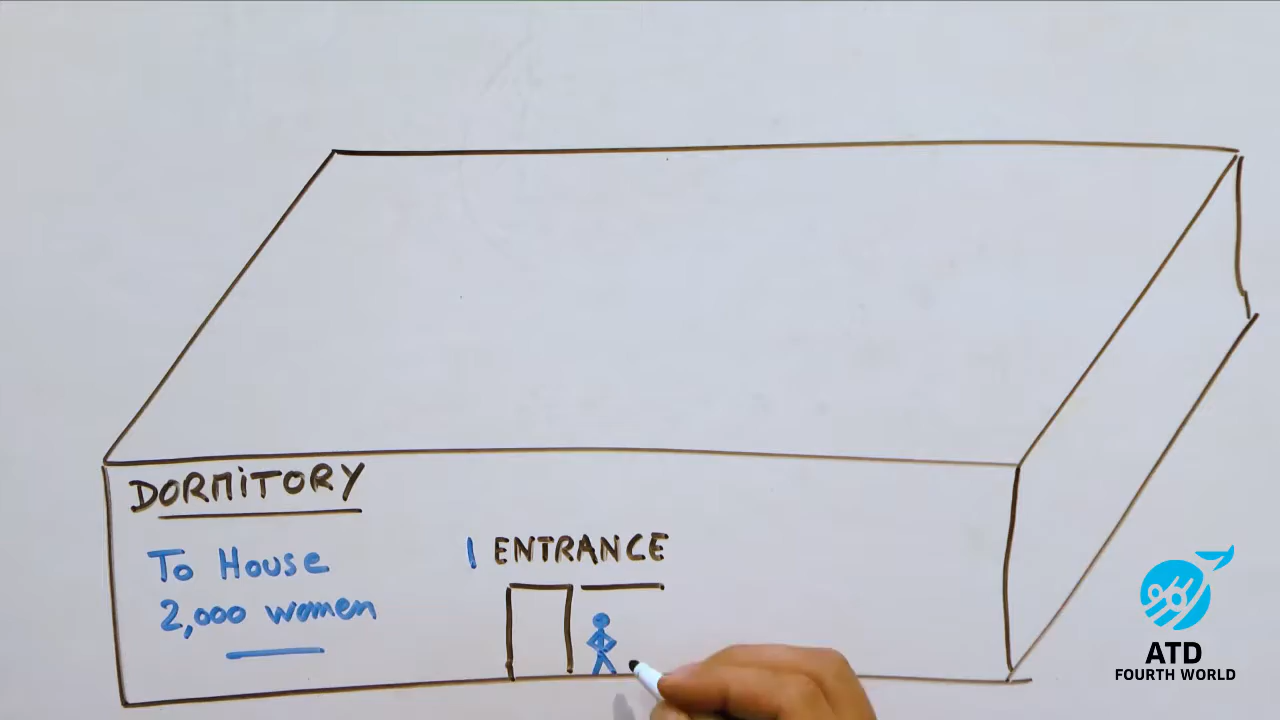 DORMITORY
To House
2,000 women
1 ENTRANCE
ATD
FOURTH WORLD